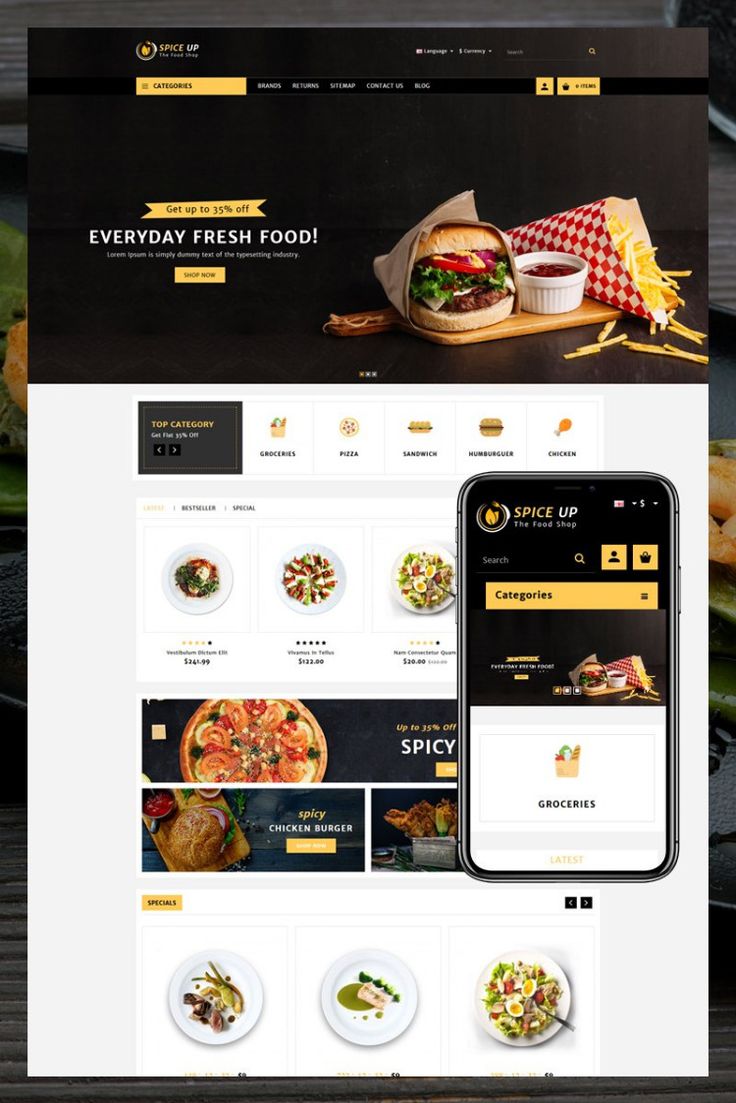 SPICE UP
The Food Shop
Language
$ Currency
Search
CATEGORIES
BRANDS RETURNS SITEMAP CONTACT US BLOG
0 ITEMS
Get up to 35% off
EVERYDAY FRESH FOOD!
Lorem Ipsum is simply dummy text of the typesetting industry.
SHOP NOW
TOP CATEGORY
Get Flat 35% Off
GROCERIES
PIZZA
SANDWICH
HUMBURGUER
CHICKEN
LATEST | BESTSELLER | SPECIAL
Vestibulum Dictum Elit
$241.99
Vivamus In Tellus
$122.00
Nam Consectetur Quam
$20.00 $122.00
Up to 35% Off
SPICY
spicy
CHICKEN BURGER
SHOP NOW
SPECIALS
SPICE UP
The Food Shop
$
Search
Categories
EVERYDAY FRESH FOOD!
GROCERIES
LATEST